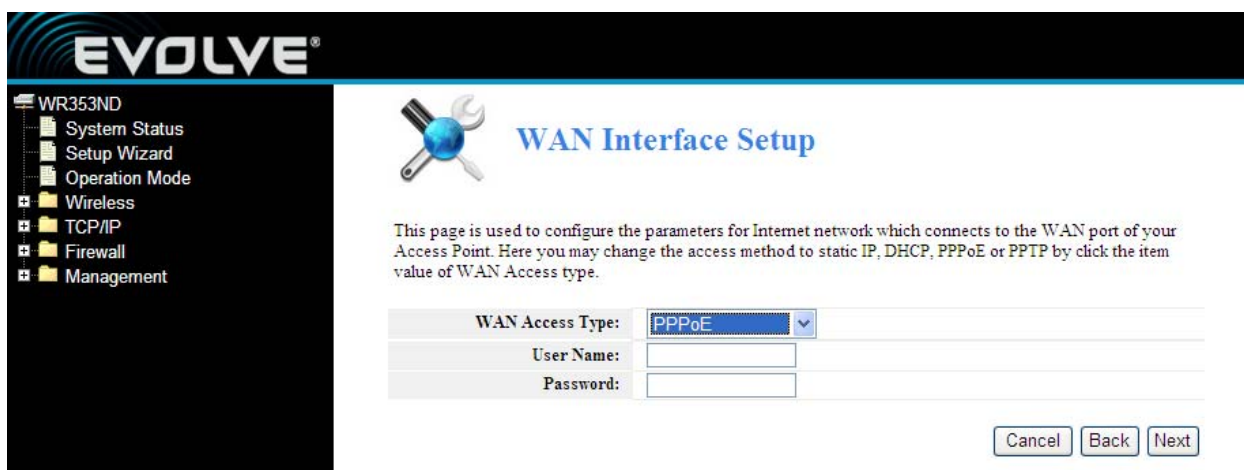 EVOLVE®
WR353ND
System Status
Setup Wizard
Operation Mode
Wireless
TCP/IP
Firewall
Management
WAN Interface Setup
This page is used to configure the parameters for Internet network which connects to the WAN port of your
Access Point. Here you may change the access method to static IP, DHCP, PPPoE or PPTP by click the item
value of WAN Access type.
WAN Access Type: PPPoE
User Name:
Password:
Cancel Back Next